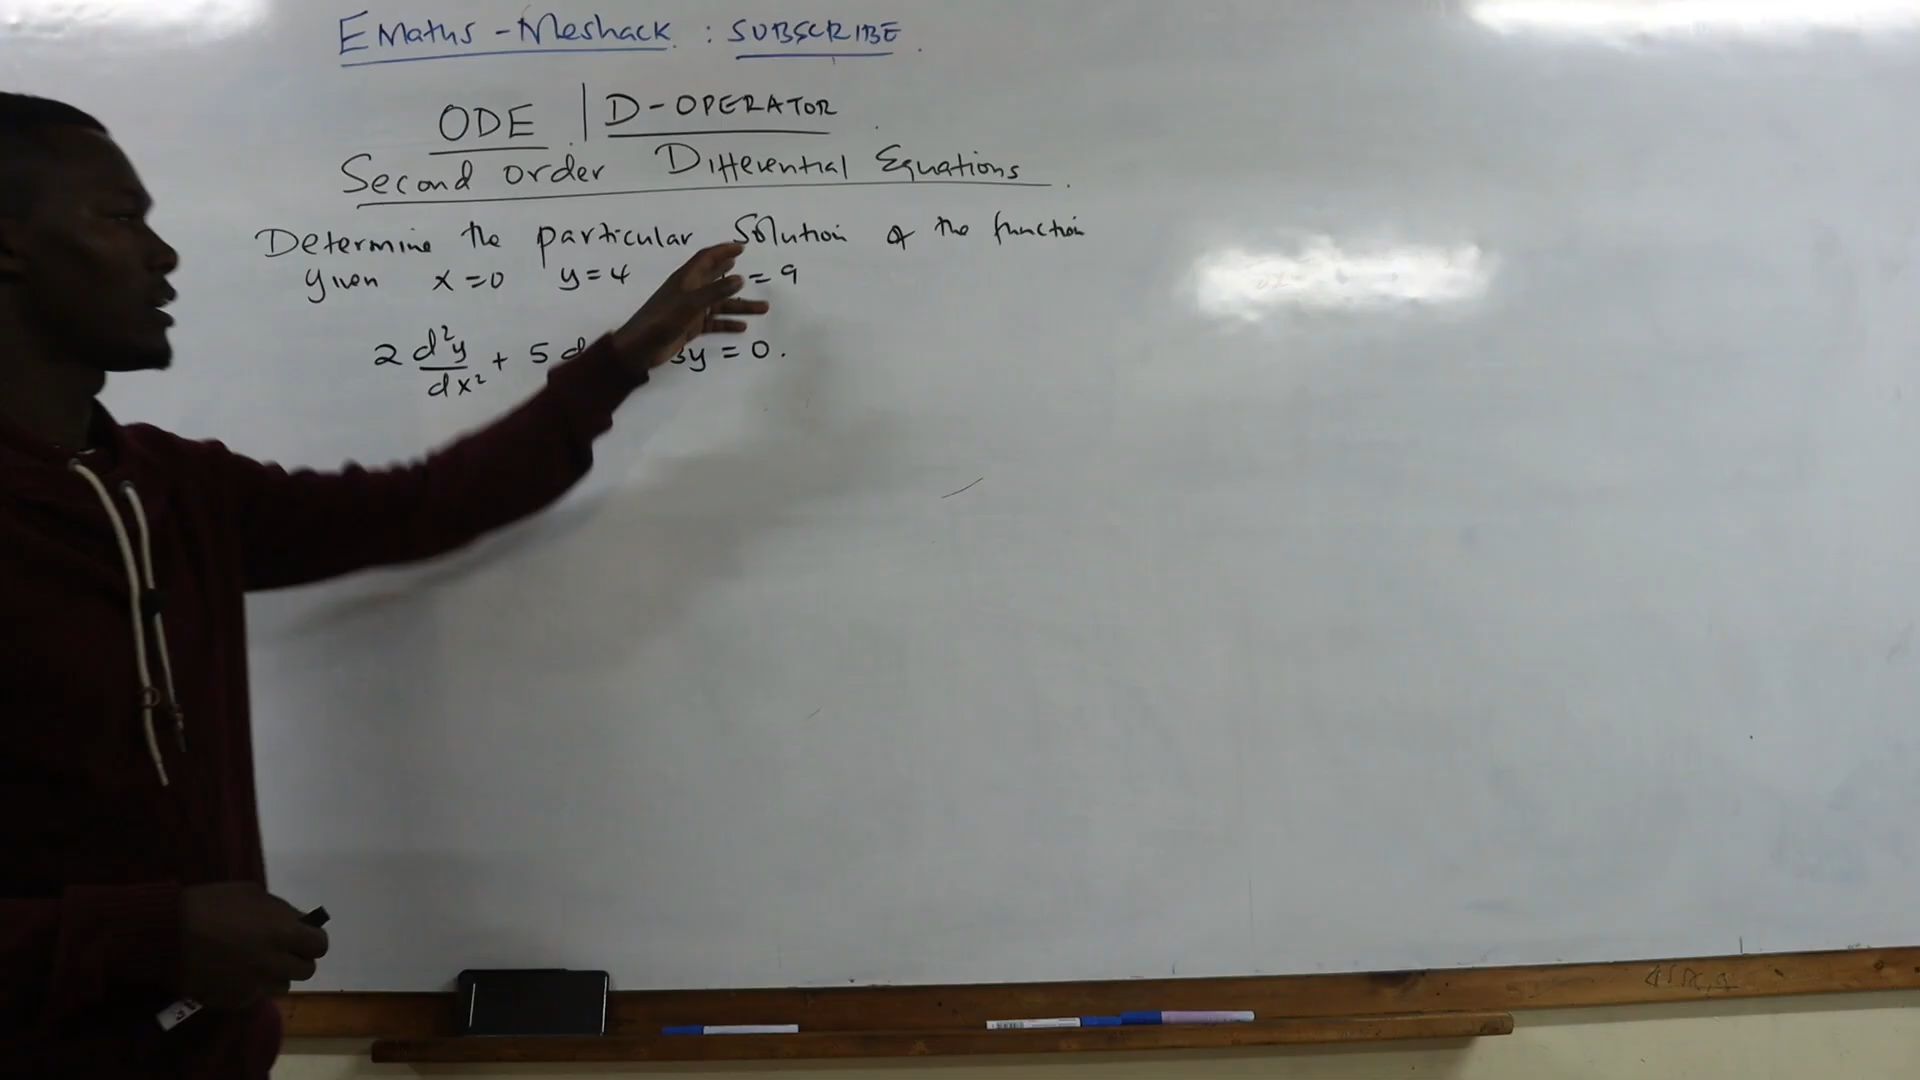 EMaths - Meshack : SUBSCRIBE
ODE | D-OPERATOR
Second order Differential Equations
Determine the particular Solution of the function
given x=0 y=4 =9
2 d²y/dx² + 5 d 3y = 0.